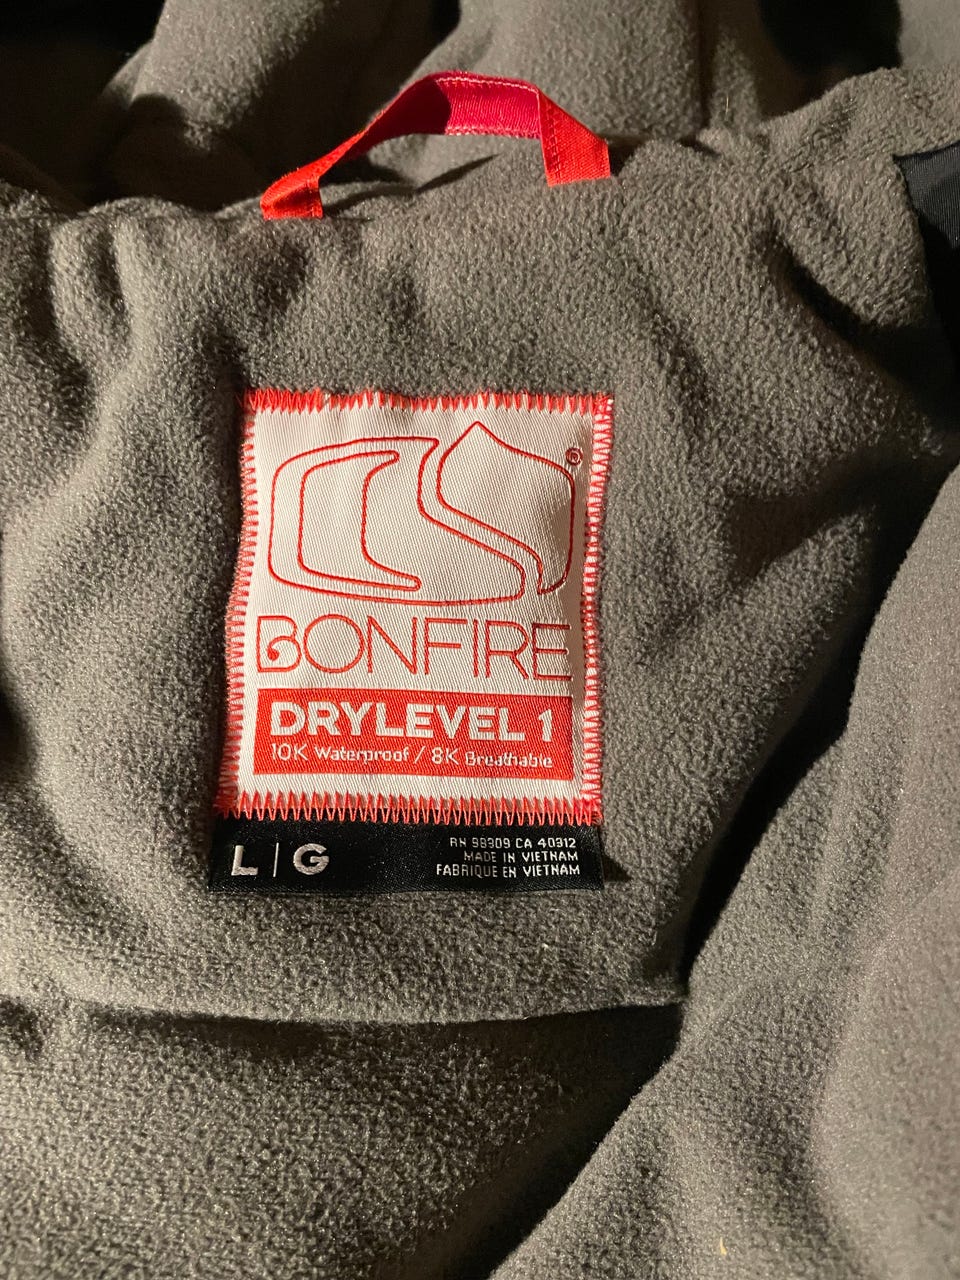 ®
BONFIRE
DRYLEVEL 1
10K Waterproof / 8K Breathable
L | G
RN 98309 CA 40312
MADE IN VIETNAM
FABRIQUE EN VIETNAM